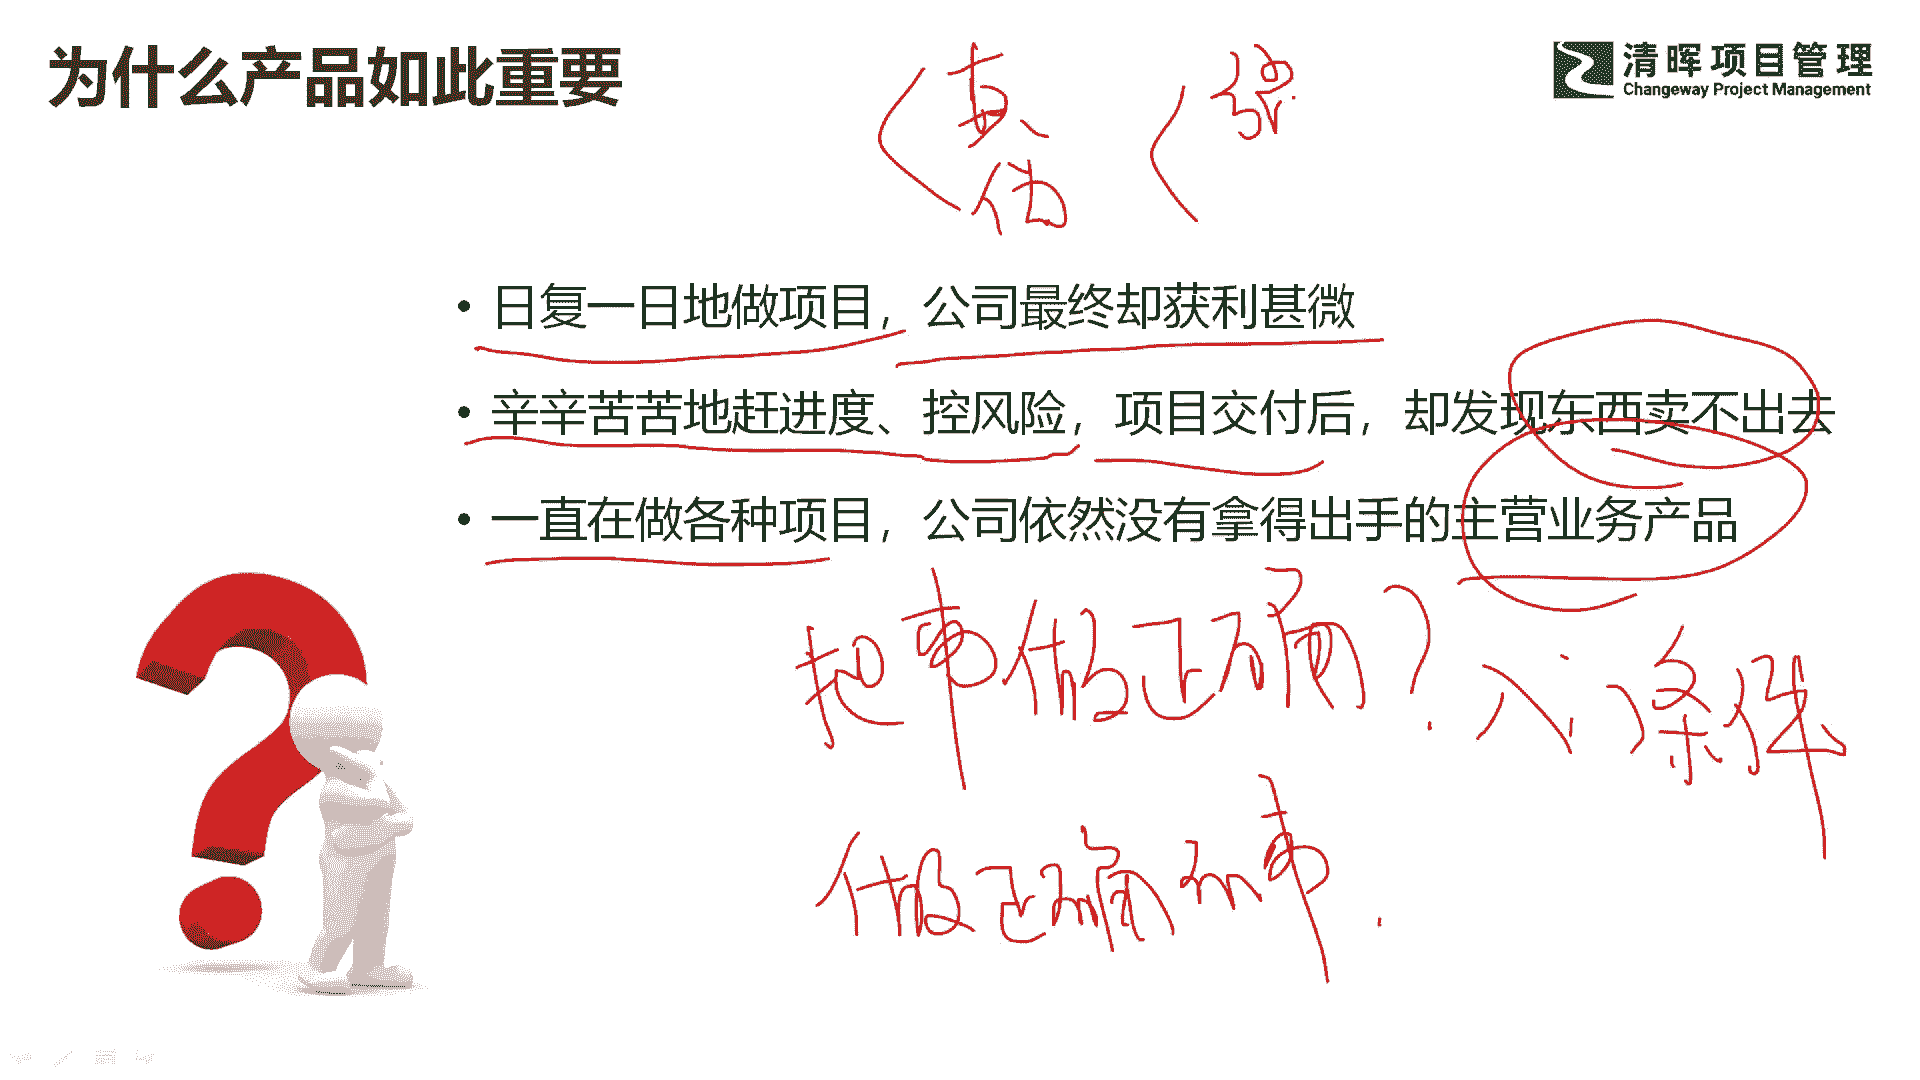 为什么产品如此重要
清晖项目管理
Changeway Project Management
真
伪
强
• 日复一日地做项目，公司最终却获利甚微
• 辛辛苦苦地赶进度、控风险，项目交付后，却发现东西卖不出去
• 一直在做各种项目，公司依然没有拿得出手的主营业务产品
把事做正确？入门条件
做正确的事.